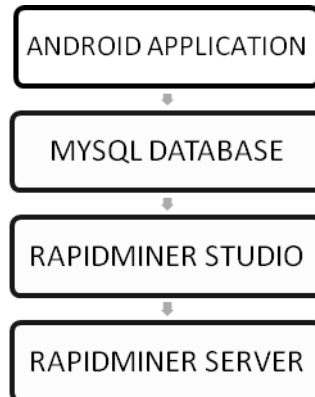 ANDROID APPLICATION
MYSQL DATABASE
RAPIDMINER STUDIO
RAPIDMINER SERVER